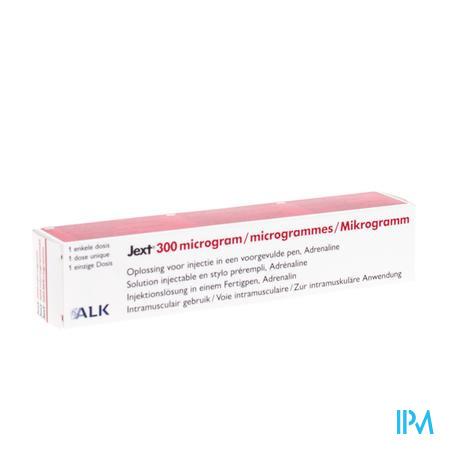 1 enkele dosis
1 dose unique
1 einzige Dosis
Jext® 300 microgram/microgrammes/Mikrogramm
Oplossing voor injectie in een voorgevulde pen, Adrenaline
Solution injectable en stylo prérempli, Adrénaline
Injektionslösung in einem Fertigpen, Adrenalin
Intramusculair gebruik / Voie intramusculaire / Zur intramuskuläre Anwendung
ALK
IPM